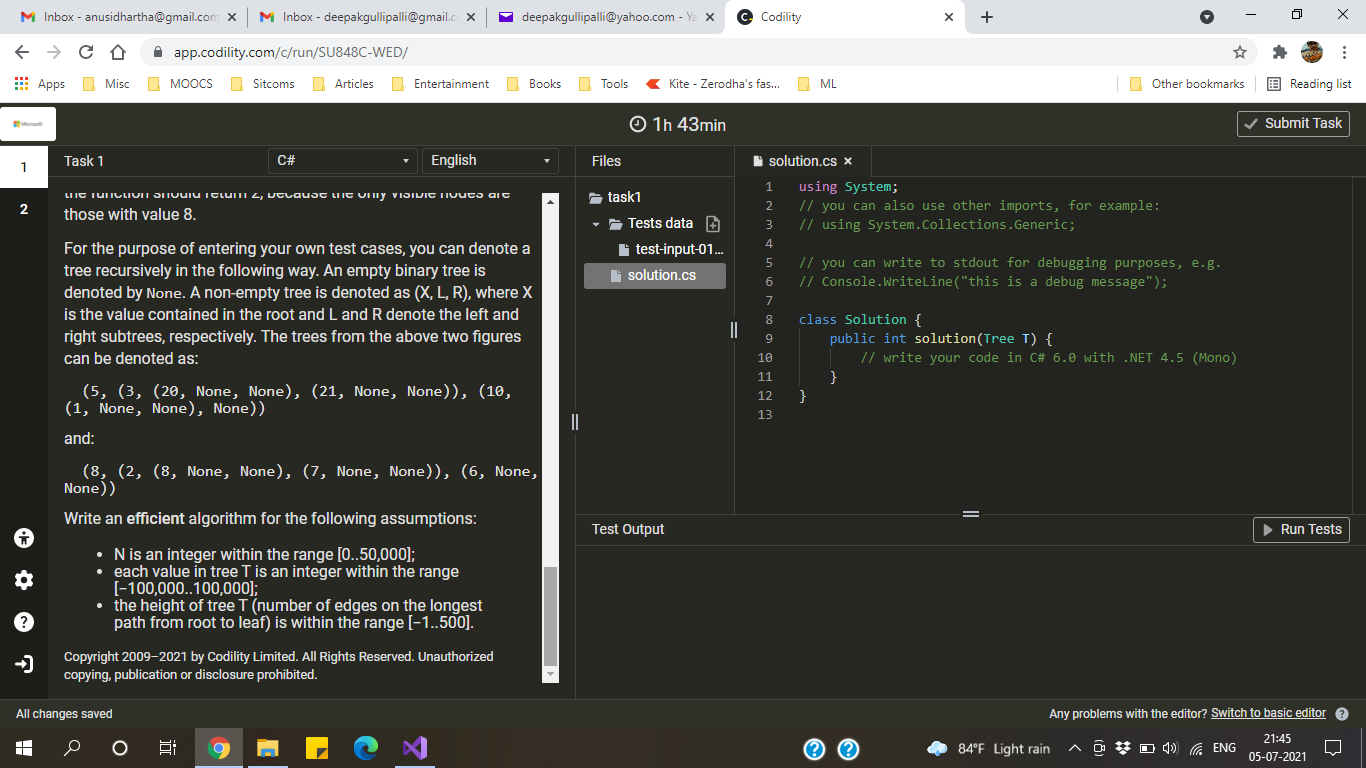 Inbox - anusidhartha@gmail.com
Inbox - deepakgullipalli@gmail.c
deepakgullipalli@yahoo.com - Ya
Codility
app.codility.com/c/run/SU848C-WED/
Apps Misc MOOCS Sitcoms Articles Entertainment Books Tools Kite - Zerodha's fas... ML Other bookmarks Reading list
Microsoft
1h 43min
Submit Task
1
2
Task 1 C# English
the function should return 2, because the only visible nodes are
those with value 8.
For the purpose of entering your own test cases, you can denote a
tree recursively in the following way. An empty binary tree is
denoted by None. A non-empty tree is denoted as (X, L, R), where X
is the value contained in the root and L and R denote the left and
right subtrees, respectively. The trees from the above two figures
can be denoted as:
(5, (3, (20, None, None), (21, None, None)), (10,
(1, None, None), None))
and:
(8, (2, (8, None, None), (7, None, None)), (6, None,
None))
Write an efficient algorithm for the following assumptions:
• N is an integer within the range [0..50,000];
• each value in tree T is an integer within the range
[−100,000..100,000];
• the height of tree T (number of edges on the longest
path from root to leaf) is within the range [−1..500].
Copyright 2009–2021 by Codility Limited. All Rights Reserved. Unauthorized
copying, publication or disclosure prohibited.
Files
task1
Tests data
test-input-01...
solution.cs
solution.cs ×
1 using System;
2 // you can also use other imports, for example:
3 // using System.Collections.Generic;
4
5 // you can write to stdout for debugging purposes, e.g.
6 // Console.WriteLine("this is a debug message");
7
8 class Solution {
9 public int solution(Tree T) {
10 // write your code in C# 6.0 with .NET 4.5 (Mono)
11 }
12 }
13
Test Output
Run Tests
All changes saved
Any problems with the editor? Switch to basic editor ?
84°F Light rain
ENG
21:45
05-07-2021